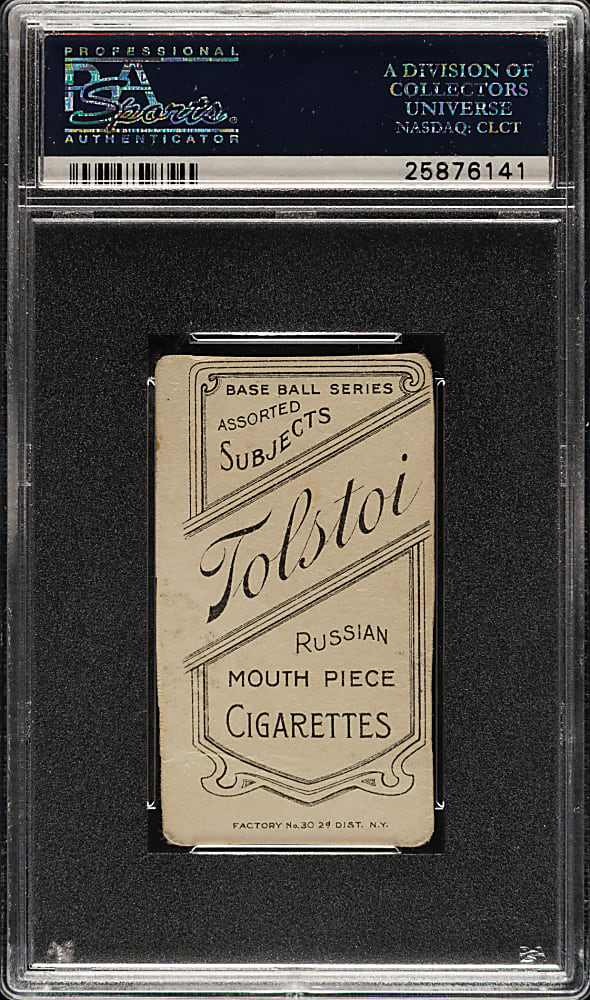 PROFESSIONAL
PSA
Sports®
AUTHENTICATOR
A DIVISION OF
COLLECTORS
UNIVERSE
NASDAQ: CLCT
25876141
BASE BALL SERIES
ASSORTED
SUBJECTS
Tolstoi
RUSSIAN
MOUTH PIECE
CIGARETTES
FACTORY No. 30 2d DIST. N.Y.
PSA